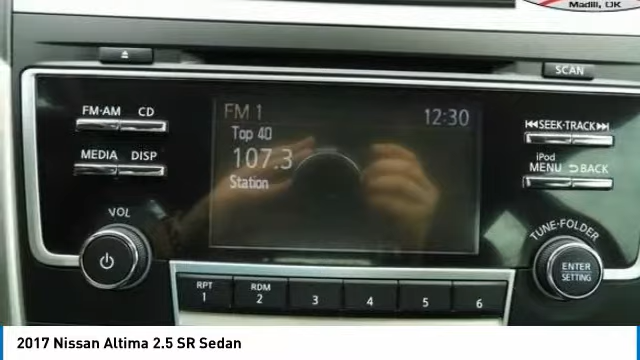 Madill, OK
SCAN
FM·AM CD
FM 1 12:30
SEEK·TRACK
Top 40
MEDIA DISP
107.3
iPod
MENU BACK
Station
VOL
TUNE·FOLDER
ENTER
SETTING
RPT
1
RDM
2
3
4
5
6
2017 Nissan Altima 2.5 SR Sedan